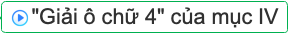 "Giải ô chữ 4" của mục IV